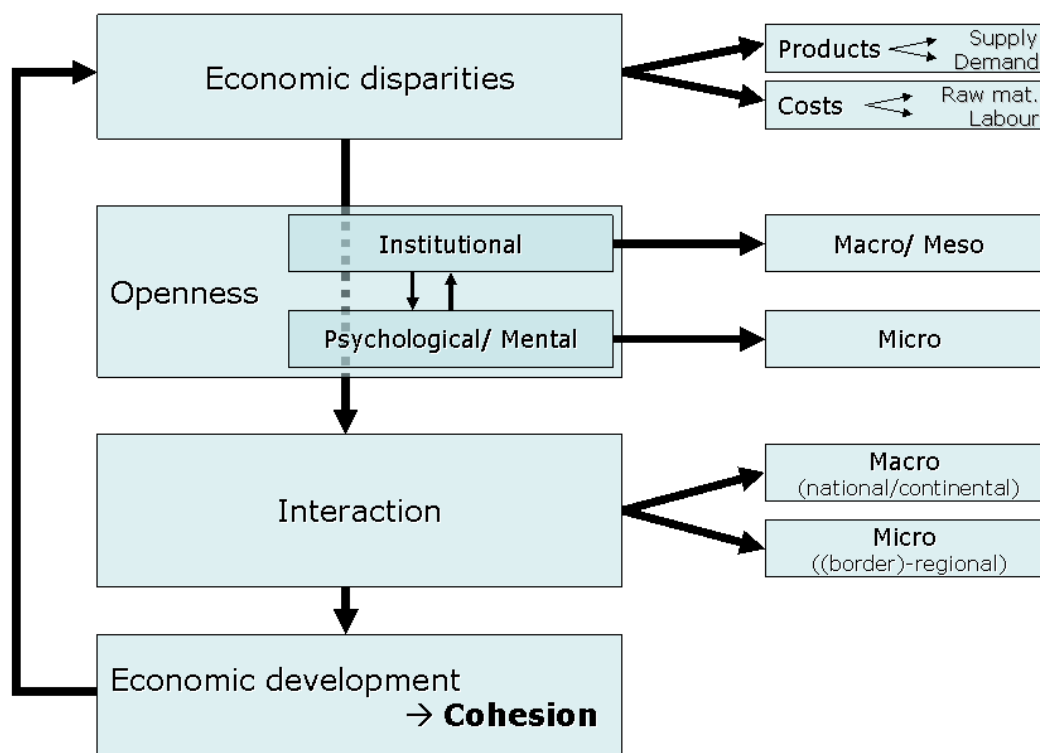 Economic disparities
Products
Supply
Demand
Costs
Raw mat.
Labour
Openness
Institutional
Psychological/ Mental
Macro/ Meso
Micro
Interaction
Macro
(national/continental)
Micro
((border)-regional)
Economic development
→ Cohesion